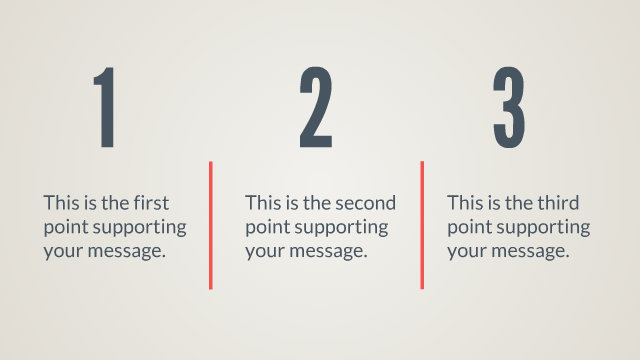 1
This is the first
point supporting
your message.
2
This is the second
point supporting
your message.
3
This is the third
point supporting
your message.